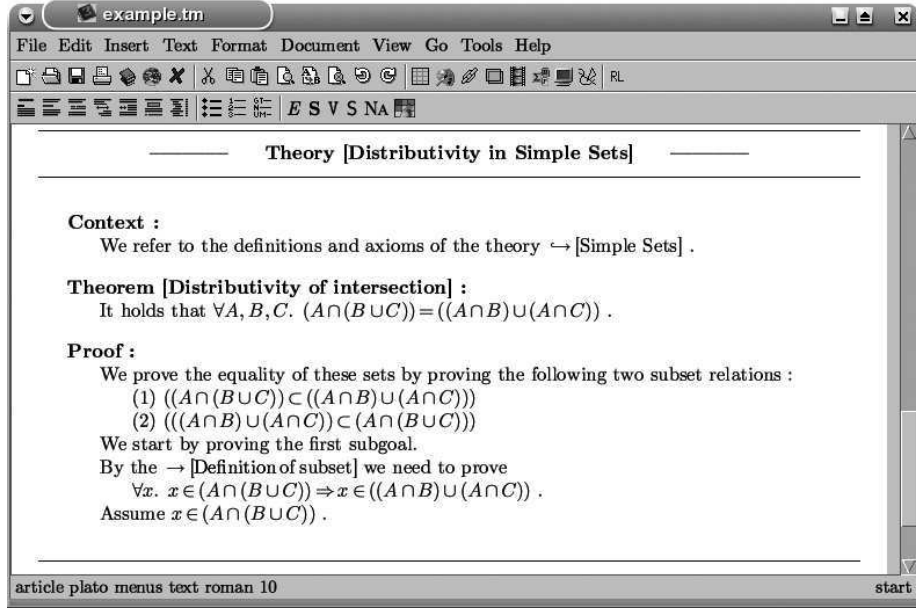 example.tm
File Edit Insert Text Format Document View Go Tools Help
RL
E S V S NA
Theory [Distributivity in Simple Sets]
Context :
We refer to the definitions and axioms of the theory ↪ [Simple Sets] .
Theorem [Distributivity of intersection] :
It holds that ∀A, B, C. (A∩(B∪C))=((A∩B)∪(A∩C)) .
Proof :
We prove the equality of these sets by proving the following two subset relations :
(1) ((A∩(B∪C))⊂((A∩B)∪(A∩C)))
(2) (((A∩B)∪(A∩C))⊂(A∩(B∪C)))
We start by proving the first subgoal.
By the → [Definition of subset] we need to prove
∀x. x∈(A∩(B∪C))⇒x∈((A∩B)∪(A∩C)) .
Assume x∈(A∩(B∪C)) .
article plato menus text roman 10 start